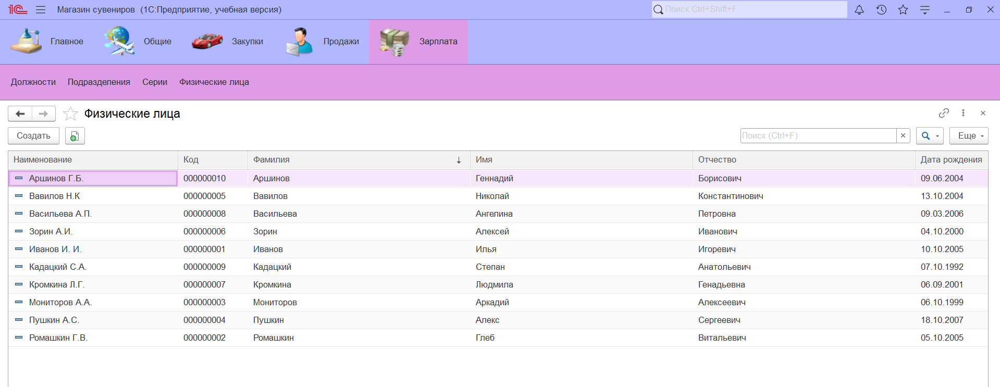 1С Магазин сувениров (1С:Предприятие, учебная версия) Поиск Ctrl+Shift+F
Главное Общие Закупки Продажи Зарплата
Должности Подразделения Серии Физические лица
Физические лица
Создать Поиск (Ctrl+F) × Еще
Наименование Код Фамилия ↓ Имя Отчество Дата рождения
Аршинов Г.Б. 000000010 Аршинов Геннадий Борисович 09.06.2004
Вавилов Н.К 000000005 Вавилов Николай Константинович 13.10.2004
Васильева А.П. 000000008 Васильева Ангелина Петровна 09.03.2006
Зорин А.И. 000000006 Зорин Алексей Иванович 04.10.2000
Иванов И. И. 000000001 Иванов Илья Игоревич 10.10.2005
Кадацкий С.А. 000000009 Кадацкий Степан Анатольевич 07.10.1992
Кромкина Л.Г. 000000007 Кромкина Людмила Генадьевна 06.09.2001
Мониторов А.А. 000000003 Мониторов Аркадий Алексеевич 06.10.1999
Пушкин А.С. 000000004 Пушкин Алекс Сергеевич 18.10.2007
Ромашкин Г.В. 000000002 Ромашкин Глеб Витальевич 05.10.2005